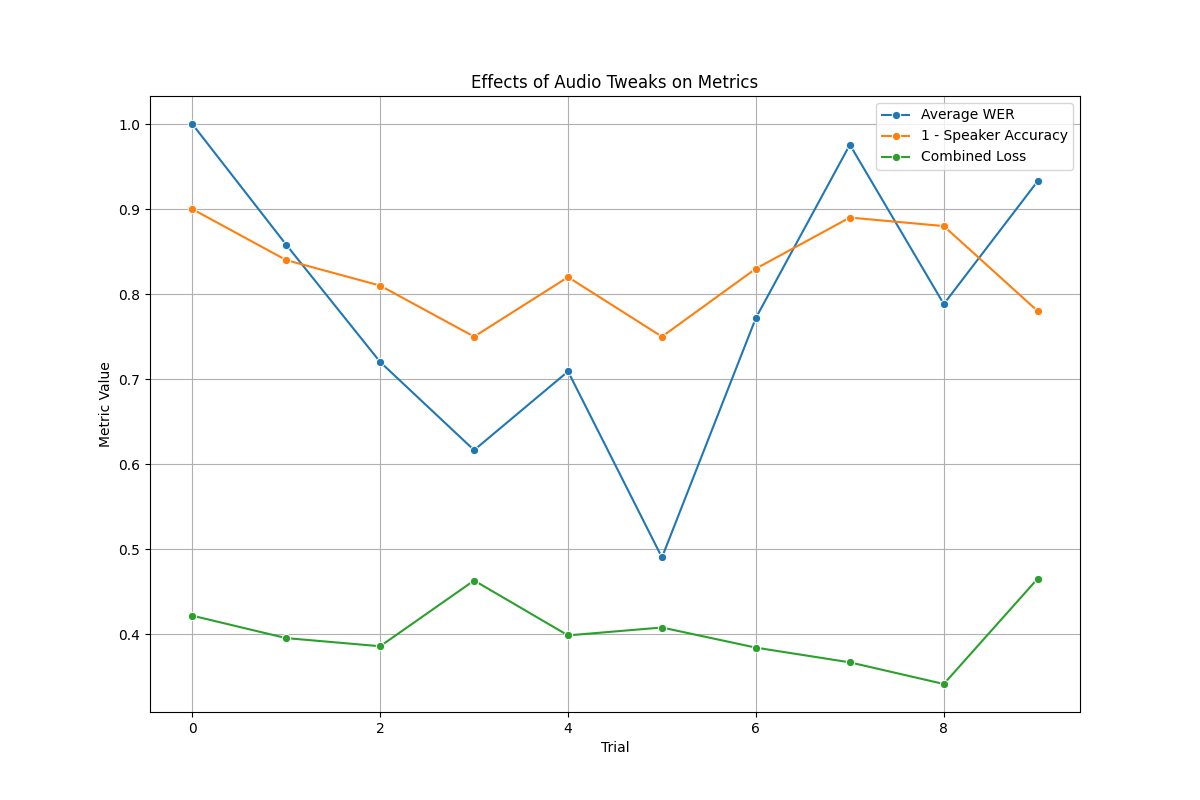 Effects of Audio Tweaks on Metrics
Average WER
1 - Speaker Accuracy
Combined Loss
Metric Value
1.0
0.9
0.8
0.7
0.6
0.5
0.4
0 2 4 6 8
Trial